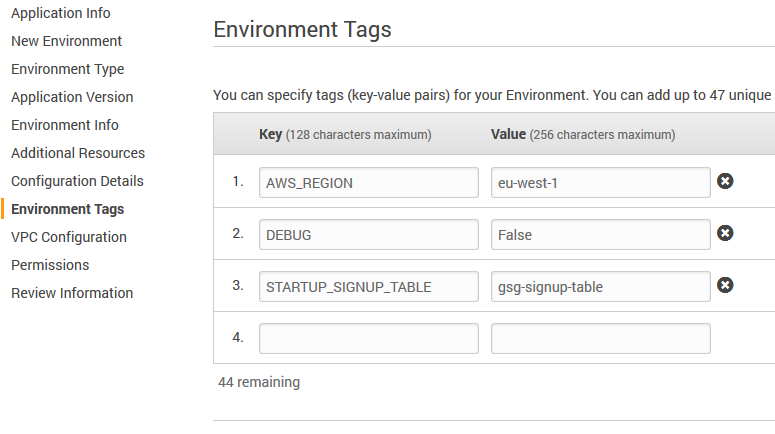 Application Info
New Environment
Environment Type
Application Version
Environment Info
Additional Resources
Configuration Details
Environment Tags
VPC Configuration
Permissions
Review Information
Environment Tags
You can specify tags (key-value pairs) for your Environment. You can add up to 47 unique
Key (128 characters maximum) Value (256 characters maximum)
1. AWS_REGION eu-west-1
2. DEBUG False
3. STARTUP_SIGNUP_TABLE gsg-signup-table
4.
44 remaining